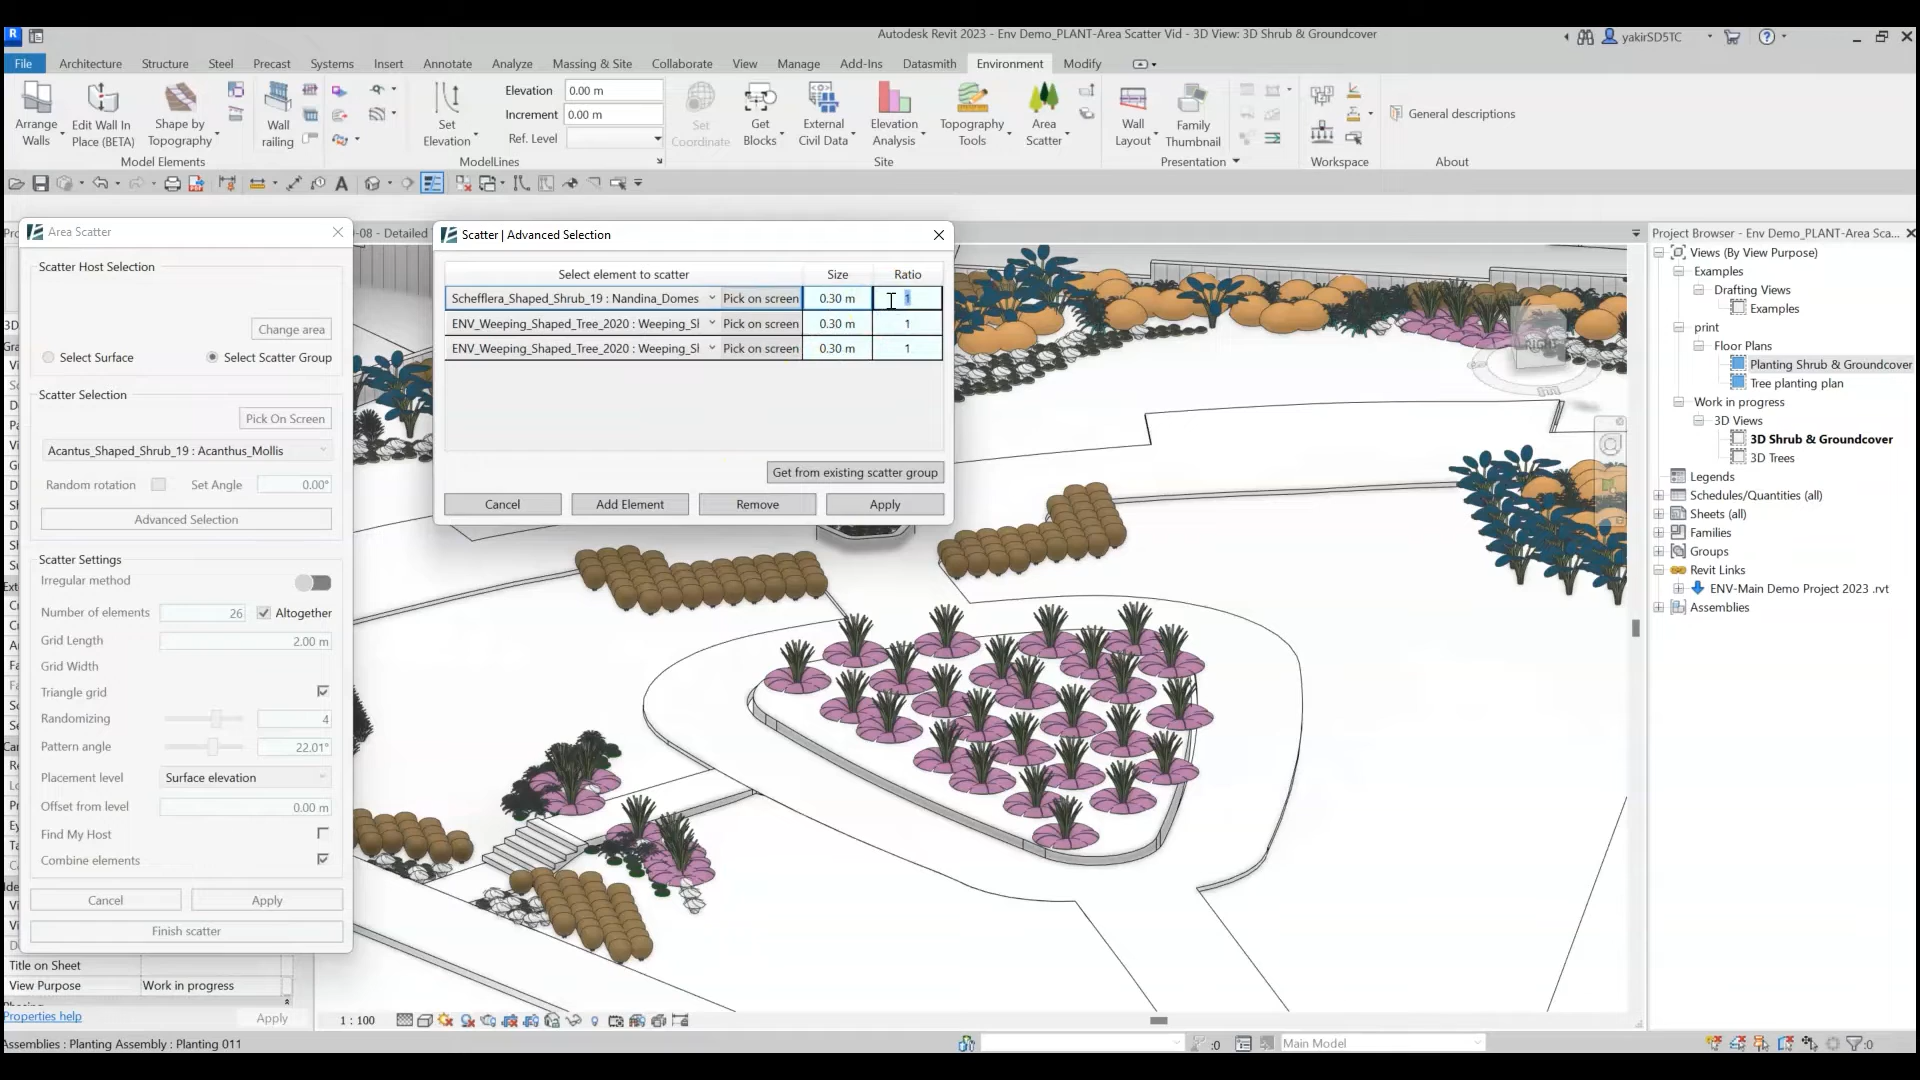 Autodesk Revit 2023 - Env Demo_PLANT-Area Scatter Vid - 3D View: 3D Shrub & Groundcover
yakirSD5TC
File Architecture Structure Steel Precast Systems Insert Annotate Analyze Massing & Site Collaborate View Manage Add-Ins Datasmith Environment Modify
Arrange Walls
Edit Wall In Place (BETA)
Shape by Topography
Model Elements
Wall railing
Set Elevation
Elevation 0.00 m
Increment 0.00 m
Ref. Level
ModelLines
Set Coordinate
Get Blocks
External Civil Data
Elevation Analysis
Topography Tools
Area Scatter
Site
Wall Layout
Family Thumbnail
Presentation
Workspace
General descriptions
About
Area Scatter
Scatter Host Selection
Change area
Select Surface
Select Scatter Group
Scatter Selection
Pick On Screen
Acantus_Shaped_Shrub_19 : Acanthus_Mollis
Random rotation
Set Angle 0.00°
Advanced Selection
Scatter Settings
Irregular method
Number of elements 26 Altogether
Grid Length 2.00 m
Grid Width
Triangle grid
Randomizing 4
Pattern angle 22.01°
Placement level Surface elevation
Offset from level 0.00 m
Find My Host
Combine elements
Cancel
Apply
Finish scatter
Title on Sheet
View Purpose Work in progress
Properties help
Apply
-08 - Detailed
Scatter | Advanced Selection
Select element to scatter Size Ratio
Schefflera_Shaped_Shrub_19 : Nandina_Domes Pick on screen 0.30 m 1
ENV_Weeping_Shaped_Tree_2020 : Weeping_Sl Pick on screen 0.30 m 1
ENV_Weeping_Shaped_Tree_2020 : Weeping_Sl Pick on screen 0.30 m 1
Get from existing scatter group
Cancel
Add Element
Remove
Apply
Project Browser - Env Demo_PLANT-Area Sca...
Views (By View Purpose)
Examples
Drafting Views
Examples
print
Floor Plans
Planting Shrub & Groundcover
Tree planting plan
Work in progress
3D Views
3D Shrub & Groundcover
3D Trees
Legends
Schedules/Quantities (all)
Sheets (all)
Families
Groups
Revit Links
ENV-Main Demo Project 2023 .rvt
Assemblies
1 : 100
Assemblies : Planting Assembly : Planting 011
:0
Main Model
:0